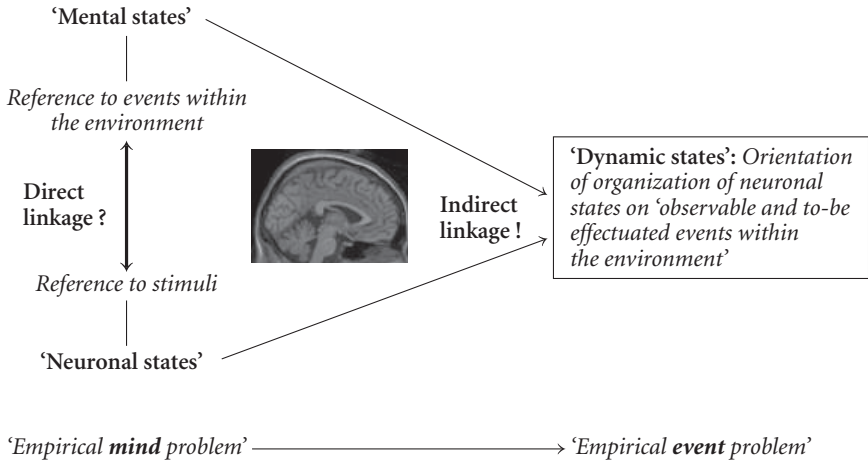 ‘Mental states’
Reference to events within
the environment
Direct
linkage ?
Reference to stimuli
‘Neuronal states’
Indirect
linkage !
‘Dynamic states’: Orientation
of organization of neuronal
states on ‘observable and to-be
effectuated events within
the environment’
‘Empirical mind problem’
‘Empirical event problem’